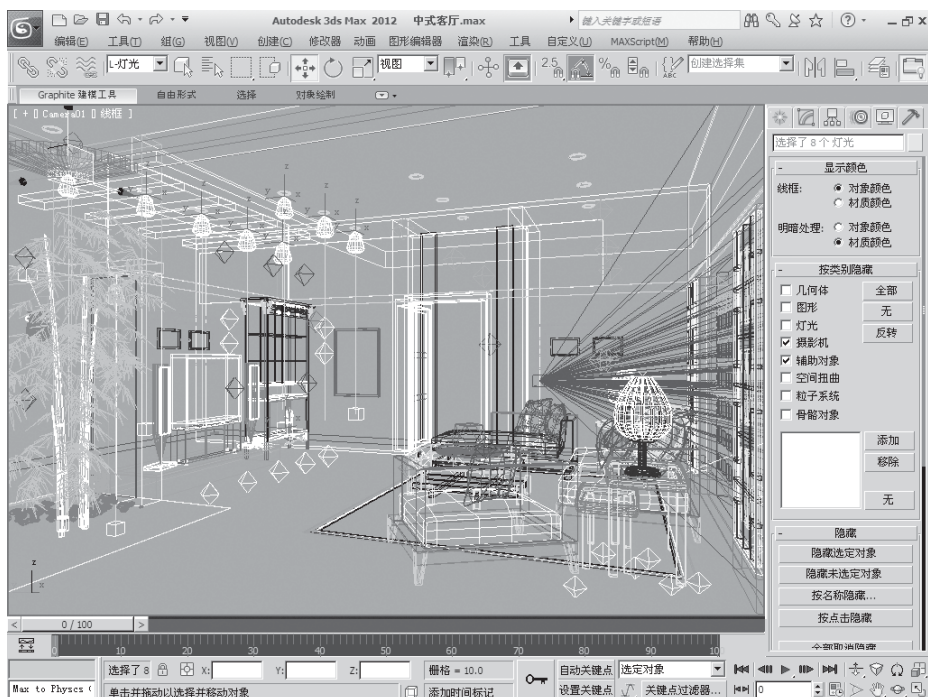 Autodesk 3ds Max 2012 中式客厅.max
键入关键字或短语
编辑(E) 工具(T) 组(G) 视图(V) 创建(C) 修改器 动画 图形编辑器 渲染(R) 工具 自定义(U) MAXScript(M) 帮助(H)
L-灯光 视图 2.5 % ABC 创建选择集
Graphite 建模工具 自由形式 选择 对象绘制
[ + [] Camera01 [] 线框 ]
选择了 8 个 灯光
- 显示颜色
线框: 对象颜色
材质颜色
明暗处理: 对象颜色
材质颜色
- 按类别隐藏
几何体 全部
图形 无
灯光 反转
摄影机
辅助对象
空间扭曲
粒子系统
骨骼对象
添加
移除
无
- 隐藏
隐藏选定对象
隐藏未选定对象
按名称隐藏...
按点击隐藏
全部取消隐藏
z
x
< 0 / 100 >
0 10 20 30 40 50 60 70 80 90 10
选择了 8 X: Y: Z: 栅格 = 10.0 自动关键点 选定对象
Max to Physcs ( 单击并拖动以选择并移动对象 添加时间标记 设置关键点 关键点过滤器... 0